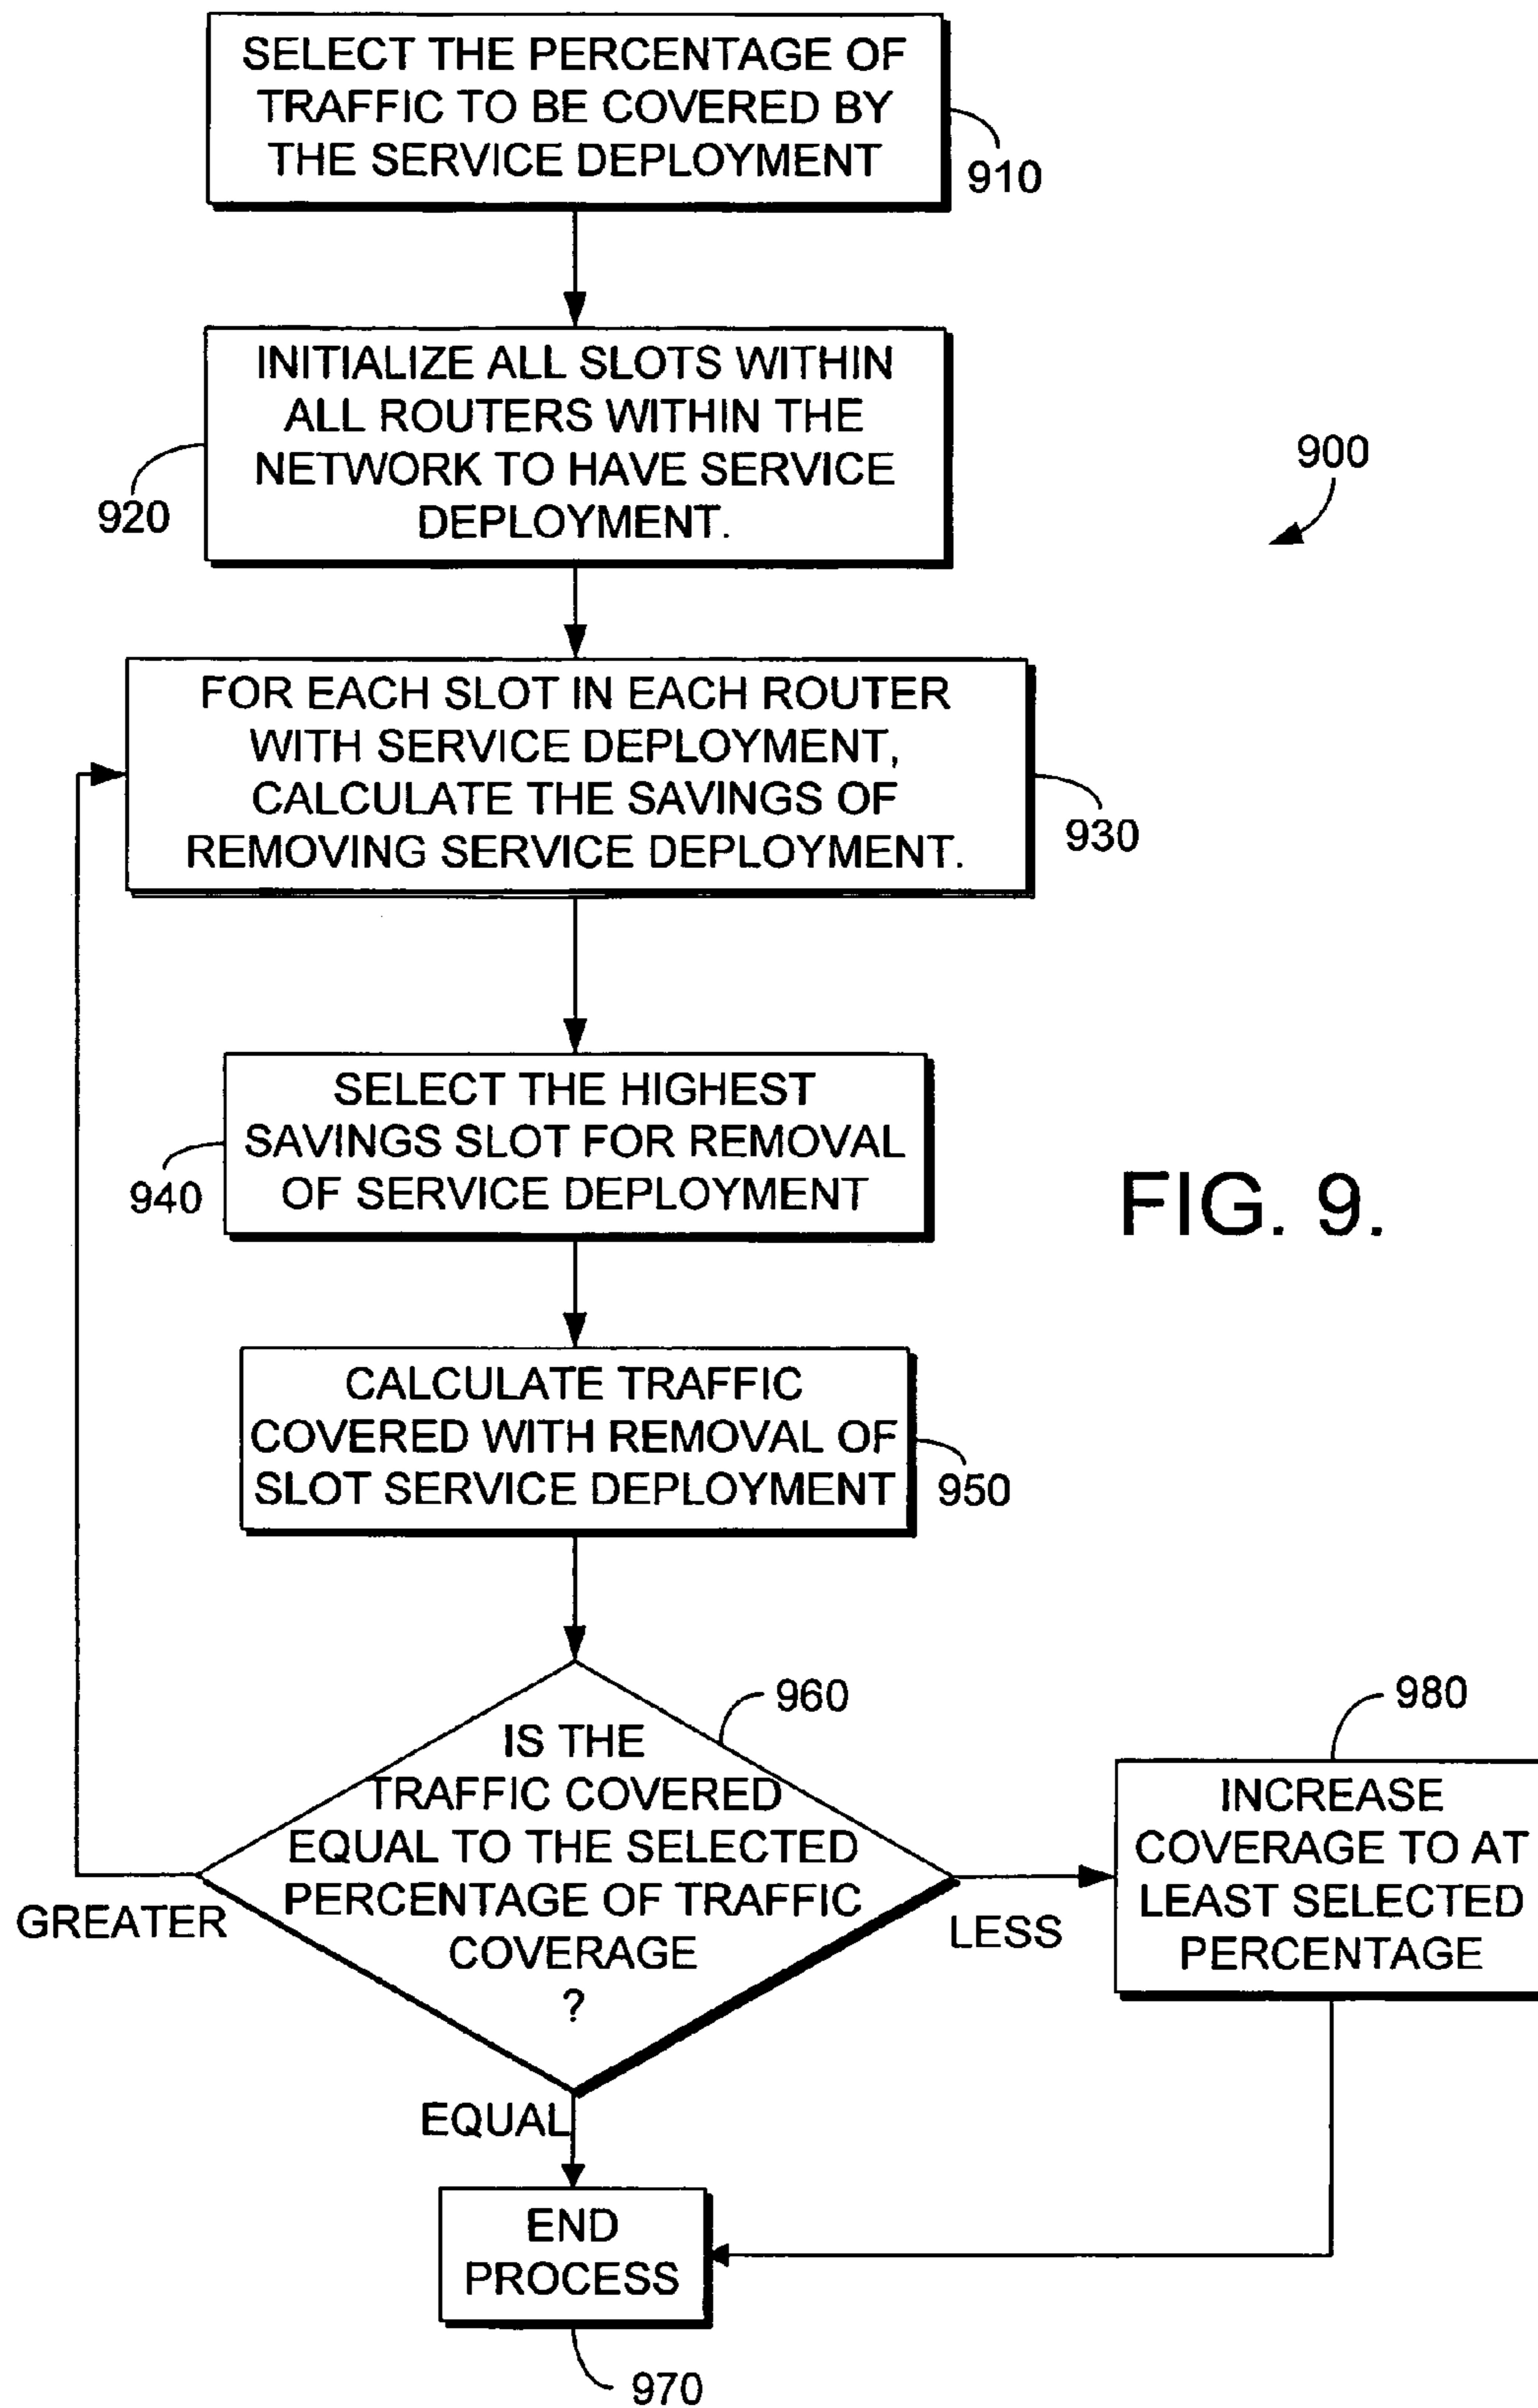 SELECT THE PERCENTAGE OF
TRAFFIC TO BE COVERED BY
THE SERVICE DEPLOYMENT
910
INITIALIZE ALL SLOTS WITHIN
ALL ROUTERS WITHIN THE
NETWORK TO HAVE SERVICE
DEPLOYMENT.
920
900
FOR EACH SLOT IN EACH ROUTER
WITH SERVICE DEPLOYMENT,
CALCULATE THE SAVINGS OF
REMOVING SERVICE DEPLOYMENT.
930
SELECT THE HIGHEST
SAVINGS SLOT FOR REMOVAL
OF SERVICE DEPLOYMENT
940
FIG. 9.
CALCULATE TRAFFIC
COVERED WITH REMOVAL OF
SLOT SERVICE DEPLOYMENT
950
960
IS THE
TRAFFIC COVERED
EQUAL TO THE SELECTED
PERCENTAGE OF TRAFFIC
COVERAGE
?
GREATER
LESS
EQUAL
980
INCREASE
COVERAGE TO AT
LEAST SELECTED
PERCENTAGE
END
PROCESS
970